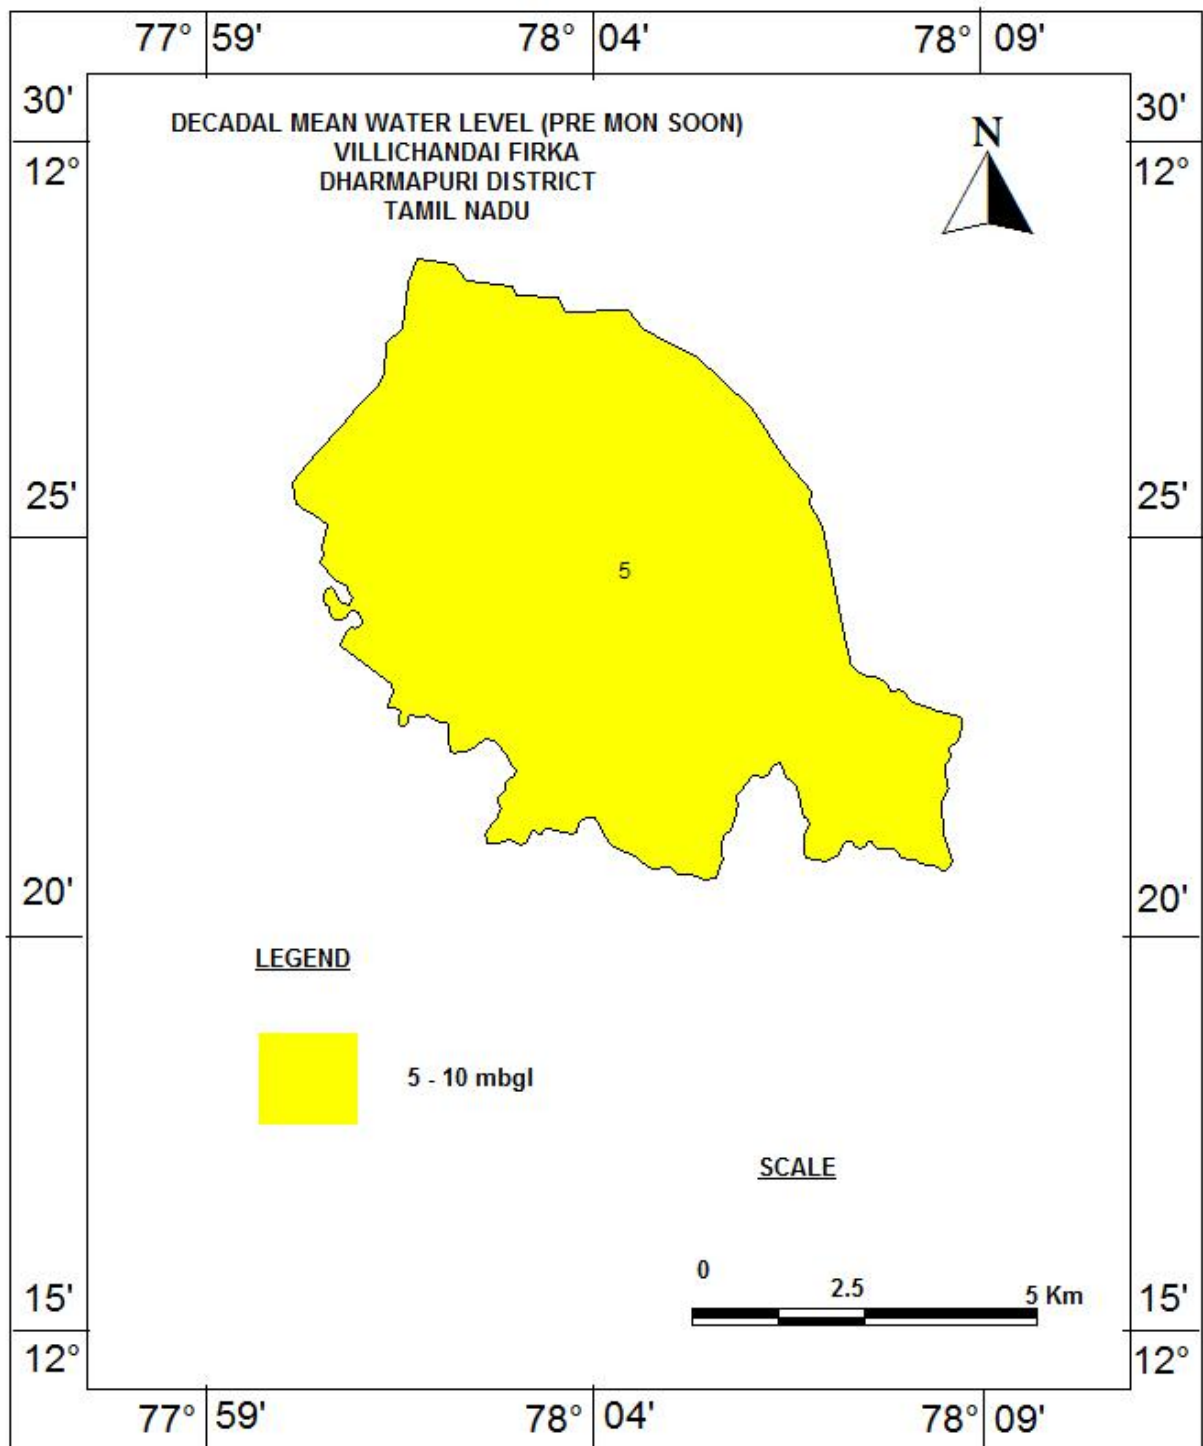 77° 59' 78° 04' 78° 09'
30' 30'
12° 12°
DECADAL MEAN WATER LEVEL (PRE MON SOON)
VILLICHANDAI FIRKA
DHARMAPURI DISTRICT
TAMIL NADU
N
25' 25'
5
20' 20'
LEGEND
5 - 10 mbgl
SCALE
0 2.5 5 Km
15' 15'
12° 12°
77° 59' 78° 04' 78° 09'